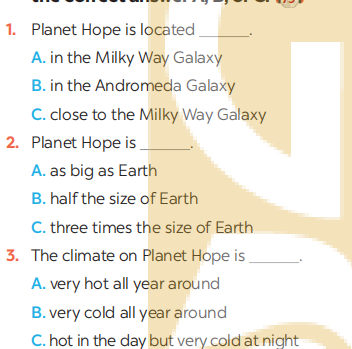 the correct answer A, B, or C.
1. Planet Hope is located ______.
A. in the Milky Way Galaxy
B. in the Andromeda Galaxy
C. close to the Milky Way Galaxy
2. Planet Hope is ______.
A. as big as Earth
B. half the size of Earth
C. three times the size of Earth
3. The climate on Planet Hope is ______.
A. very hot all year around
B. very cold all year around
C. hot in the day but very cold at night